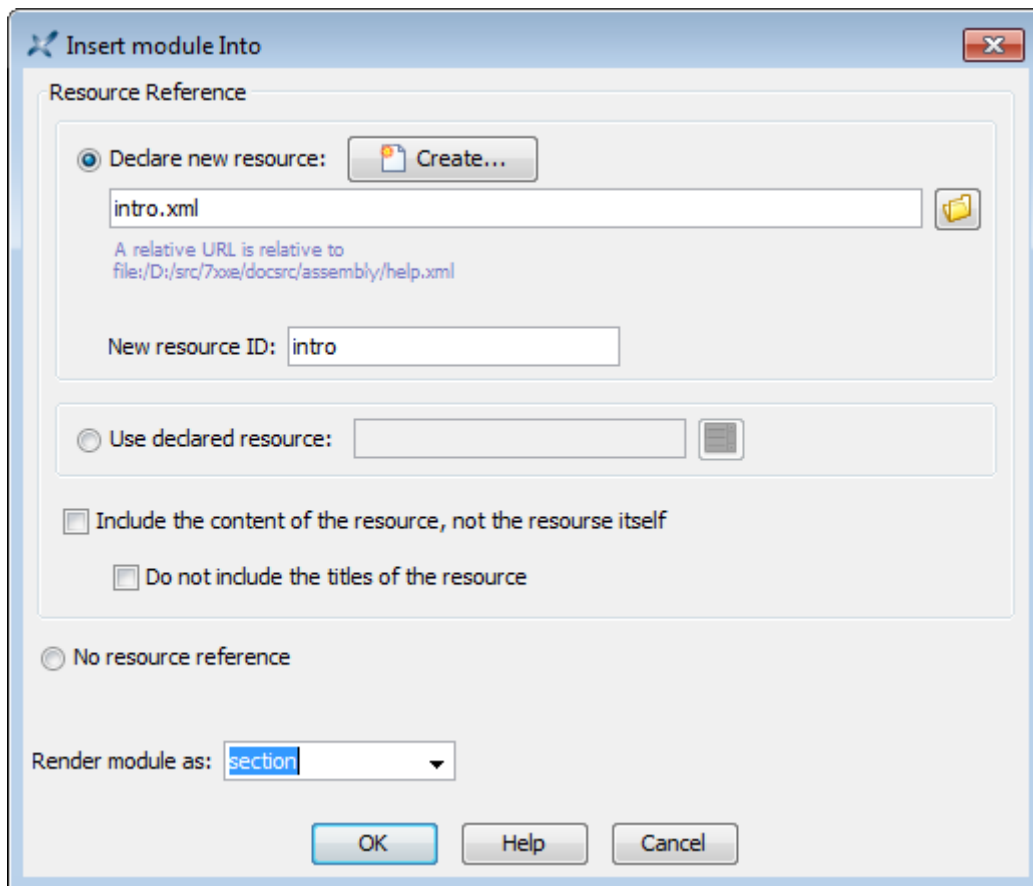 Insert module Into
Resource Reference
Declare new resource: Create...
intro.xml
A relative URL is relative to
file:/D:/src/7xxe/docsrc/assembly/help.xml
New resource ID: intro
Use declared resource:
Include the content of the resource, not the resourse itself
Do not include the titles of the resource
No resource reference
Render module as: section
OK Help Cancel